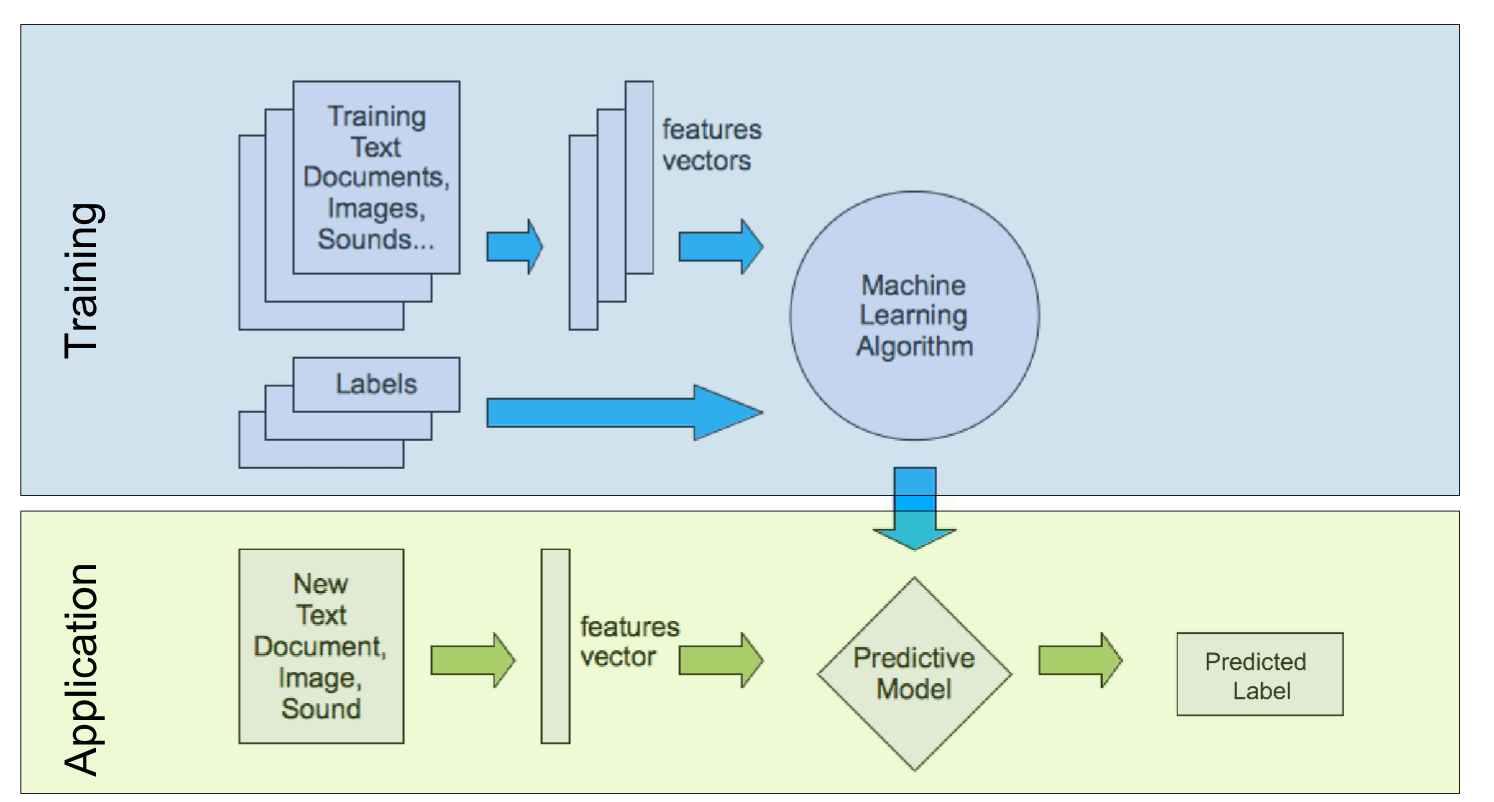 Training
Training
Text
Documents,
Images,
Sounds...
features
vectors
Machine
Learning
Algorithm
Labels
Application
New
Text
Document,
Image,
Sound
features
vector
Predictive
Model
Predicted
Label